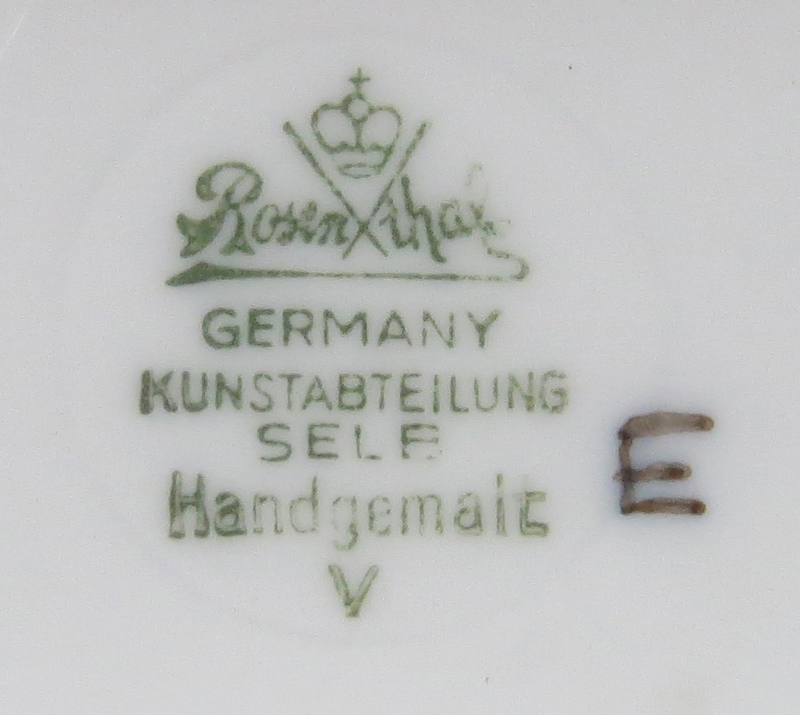 Rosenthal
GERMANY
KUNSTABTEILUNG
SELB
Handgemalt
V
E